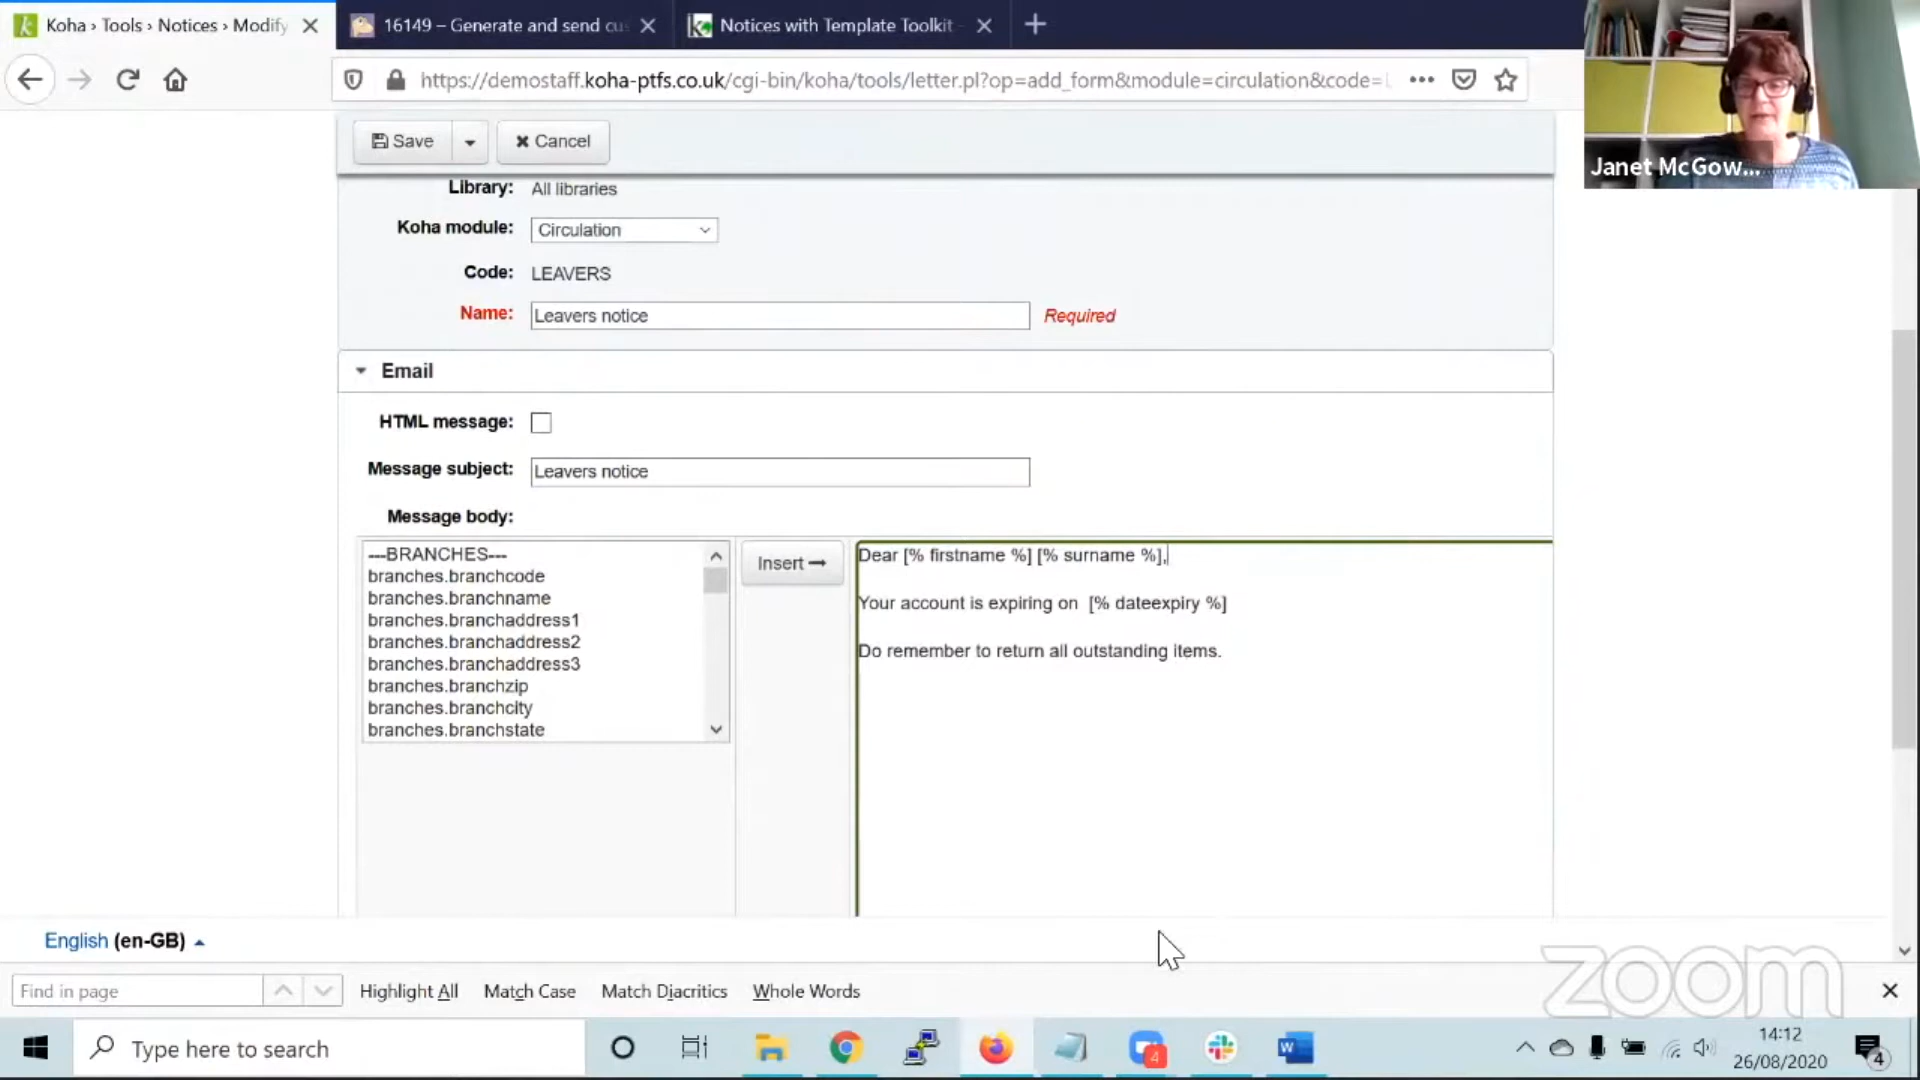 Koha › Tools › Notices › Modify
16149 – Generate and send cus
Notices with Template Toolkit -
https://demostaff.koha-ptfs.co.uk/cgi-bin/koha/tools/letter.pl?op=add_form&module=circulation&code=L
Janet McGow...
Save
Cancel
Library: All libraries
Koha module: Circulation
Code: LEAVERS
Name: Leavers notice Required
Email
HTML message:
Message subject: Leavers notice
Message body:
---BRANCHES---
branches.branchcode
branches.branchname
branches.branchaddress1
branches.branchaddress2
branches.branchaddress3
branches.branchzip
branches.branchcity
branches.branchstate
Insert
Dear [% firstname %] [% surname %],
Your account is expiring on [% dateexpiry %]
Do remember to return all outstanding items.
English (en-GB)
zoom
Find in page
Highlight All Match Case Match Diacritics Whole Words
Type here to search
4
14:12
26/08/2020
4